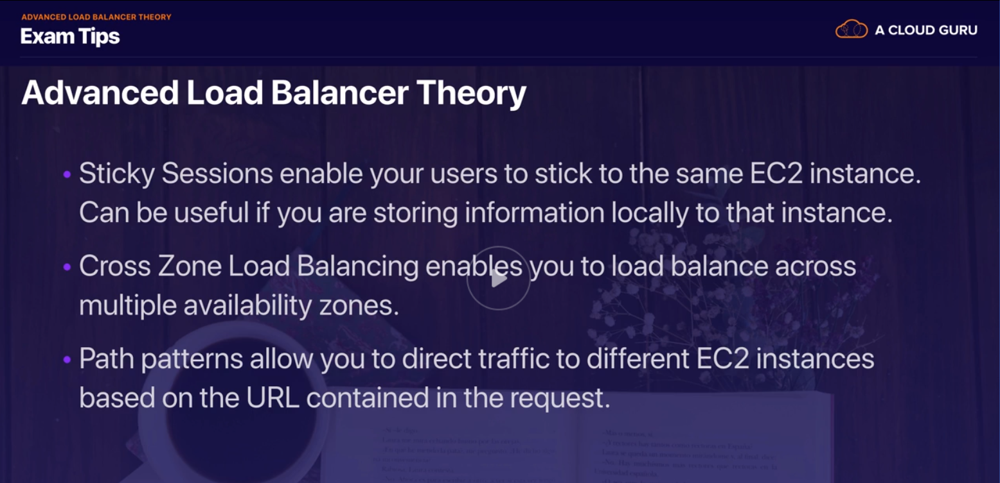 ADVANCED LOAD BALANCER THEORY
Exam Tips
A CLOUD GURU
Advanced Load Balancer Theory
• Sticky Sessions enable your users to stick to the same EC2 instance.
Can be useful if you are storing information locally to that instance.
• Cross Zone Load Balancing enables you to load balance across
multiple availability zones.
• Path patterns allow you to direct traffic to different EC2 instances
based on the URL contained in the request.